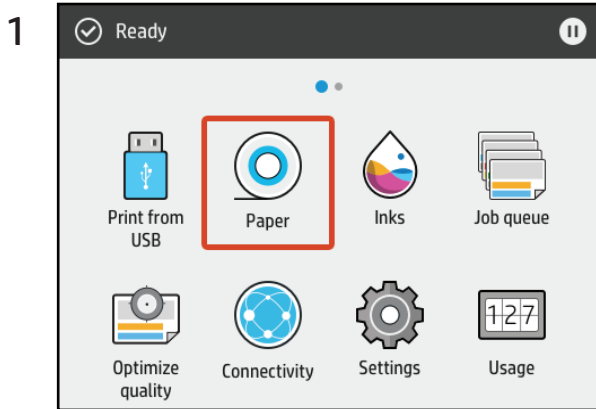 1
Ready
Print from
USB
Paper
Inks
Job queue
Optimize
quality
Connectivity
Settings
127
Usage